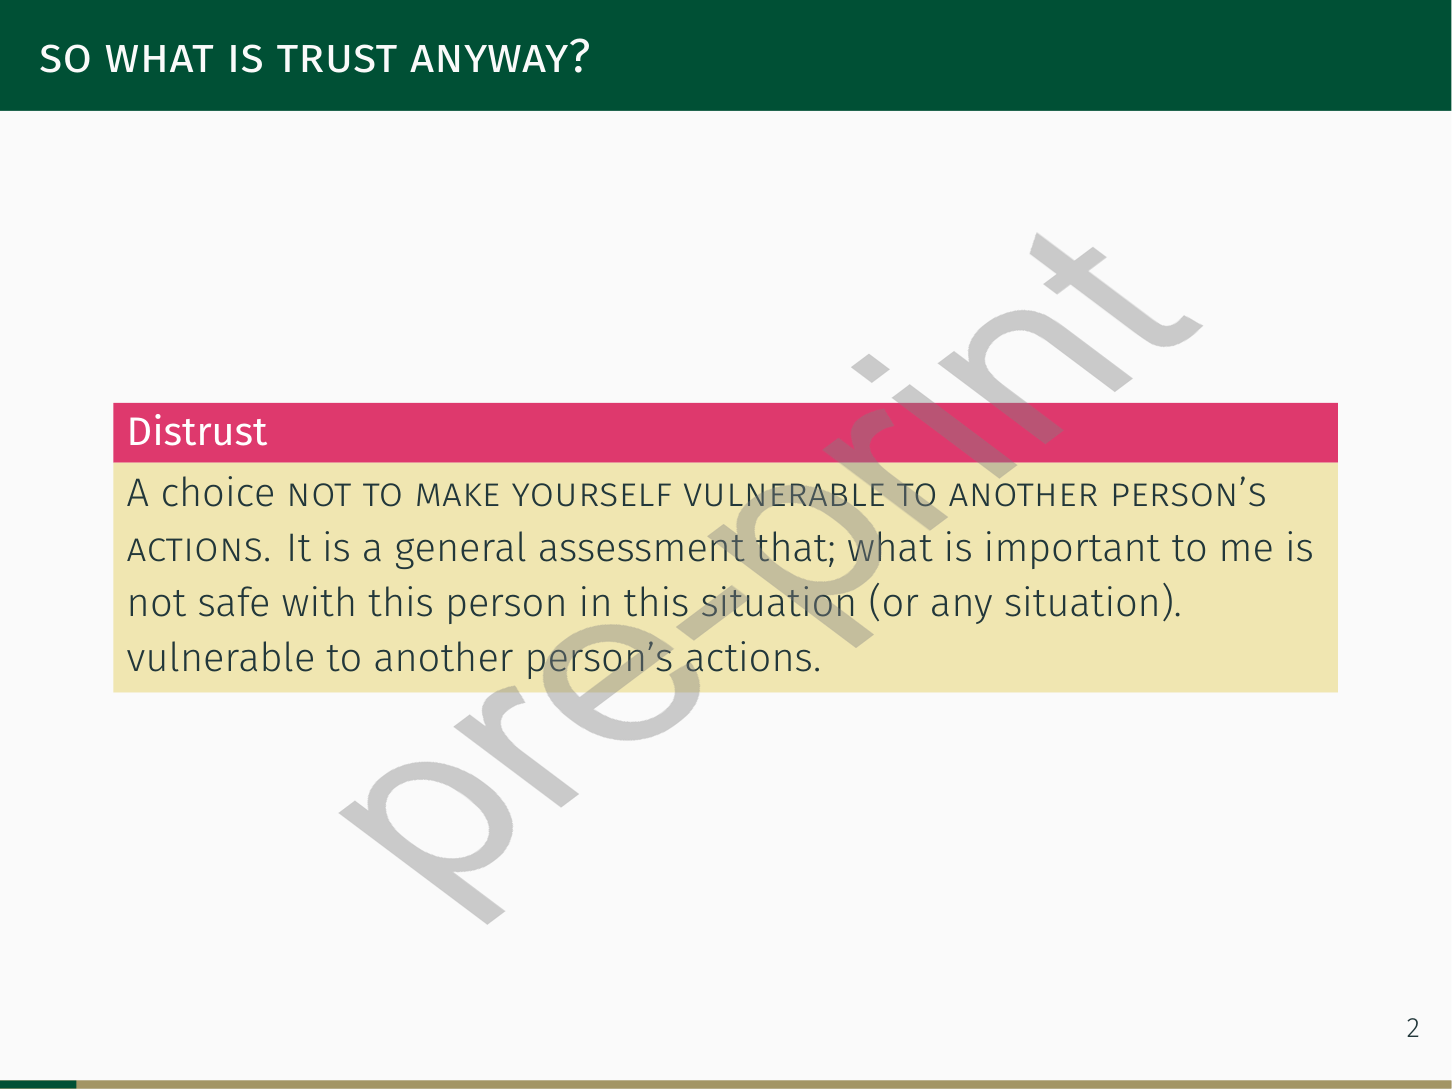 SO WHAT IS TRUST ANYWAY?
Distrust
A choice NOT TO MAKE YOURSELF VULNERABLE TO ANOTHER PERSON’S
ACTIONS. It is a general assessment that; what is important to me is
not safe with this person in this situation (or any situation).
vulnerable to another person’s actions.
pre-print
2